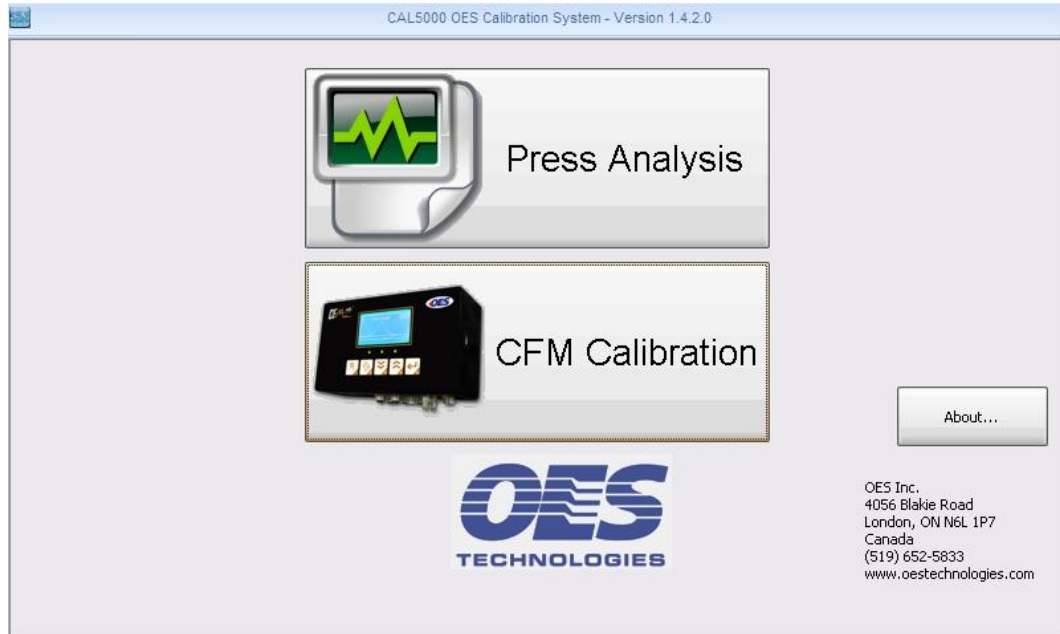 CAL5000 OES Calibration System - Version 1.4.2.0
Press Analysis
OES
CFM Calibration
About...
OES
TECHNOLOGIES
OES Inc.
4056 Blakie Road
London, ON N6L 1P7
Canada
(519) 652-5833
www.oestechnologies.com